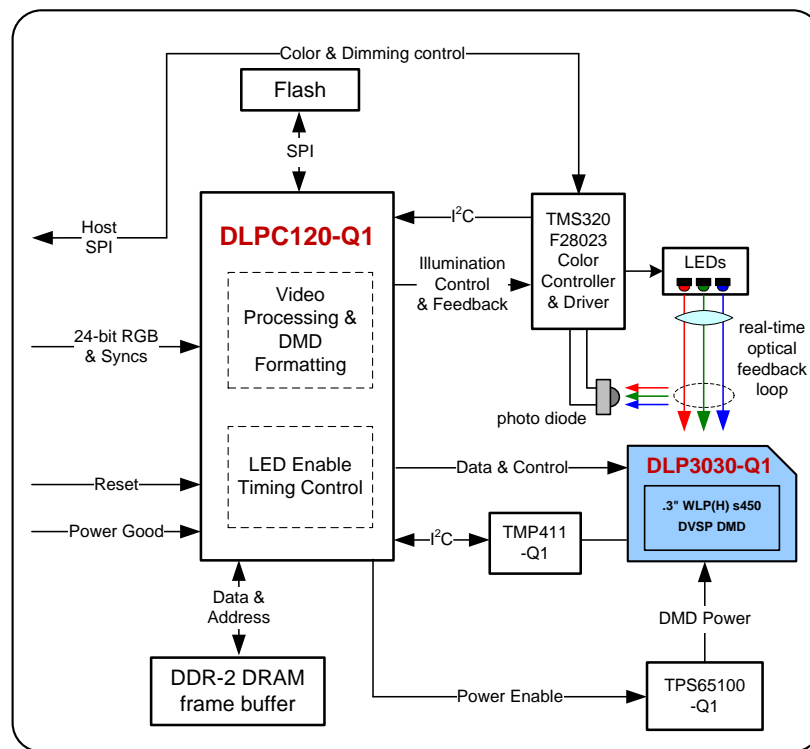 Color & Dimming control
Flash
SPI
Host
SPI
DLPC120-Q1
I²C
TMS320
F28023
Color
Controller
& Driver
LEDs
Illumination
Control
& Feedback
Video
Processing &
DMD
Formatting
24-bit RGB
& Syncs
real-time
optical
feedback
loop
photo diode
LED Enable
Timing Control
Data & Control
DLP3030-Q1
.3" WLP(H) s450
DVSP DMD
Reset
Power Good
I²C
TMP411
-Q1
Data &
Address
DMD Power
DDR-2 DRAM
frame buffer
Power Enable
TPS65100
-Q1